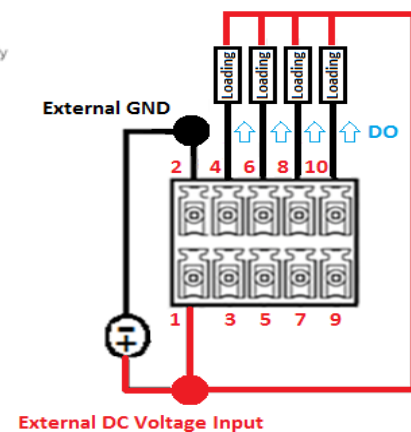 Loading Loading Loading Loading
External GND
DO
2 4 6 8 10
1 3 5 7 9
−
+
External DC Voltage Input